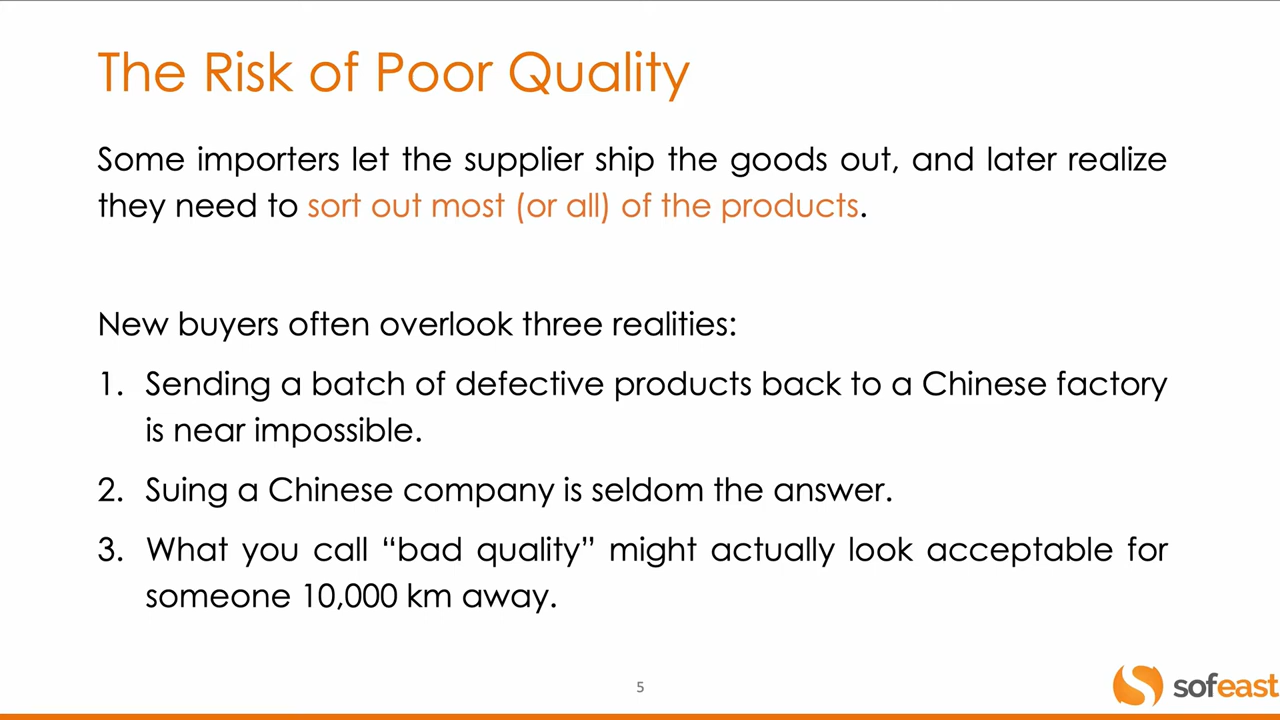 The Risk of Poor Quality
Some importers let the supplier ship the goods out, and later realize
they need to sort out most (or all) of the products.
New buyers often overlook three realities:
1. Sending a batch of defective products back to a Chinese factory
is near impossible.
2. Suing a Chinese company is seldom the answer.
3. What you call “bad quality” might actually look acceptable for
someone 10,000 km away.
5
sofeast